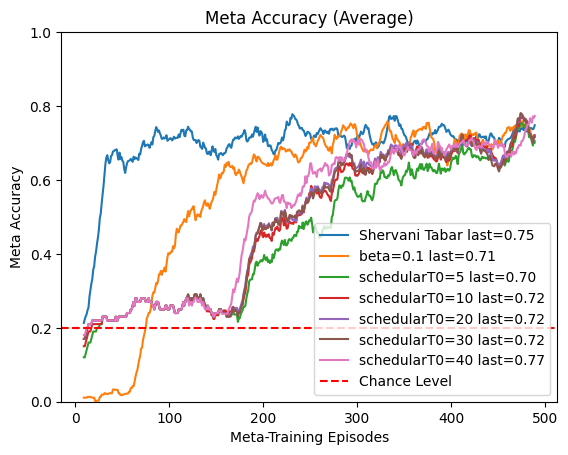 Meta Accuracy (Average)
1.0
0.8
0.6
0.4
0.2
0.0
Meta Accuracy
Shervani Tabar last=0.75
beta=0.1 last=0.71
schedularT0=5 last=0.70
schedularT0=10 last=0.72
schedularT0=20 last=0.72
schedularT0=30 last=0.72
schedularT0=40 last=0.77
Chance Level
0 100 200 300 400 500
Meta-Training Episodes